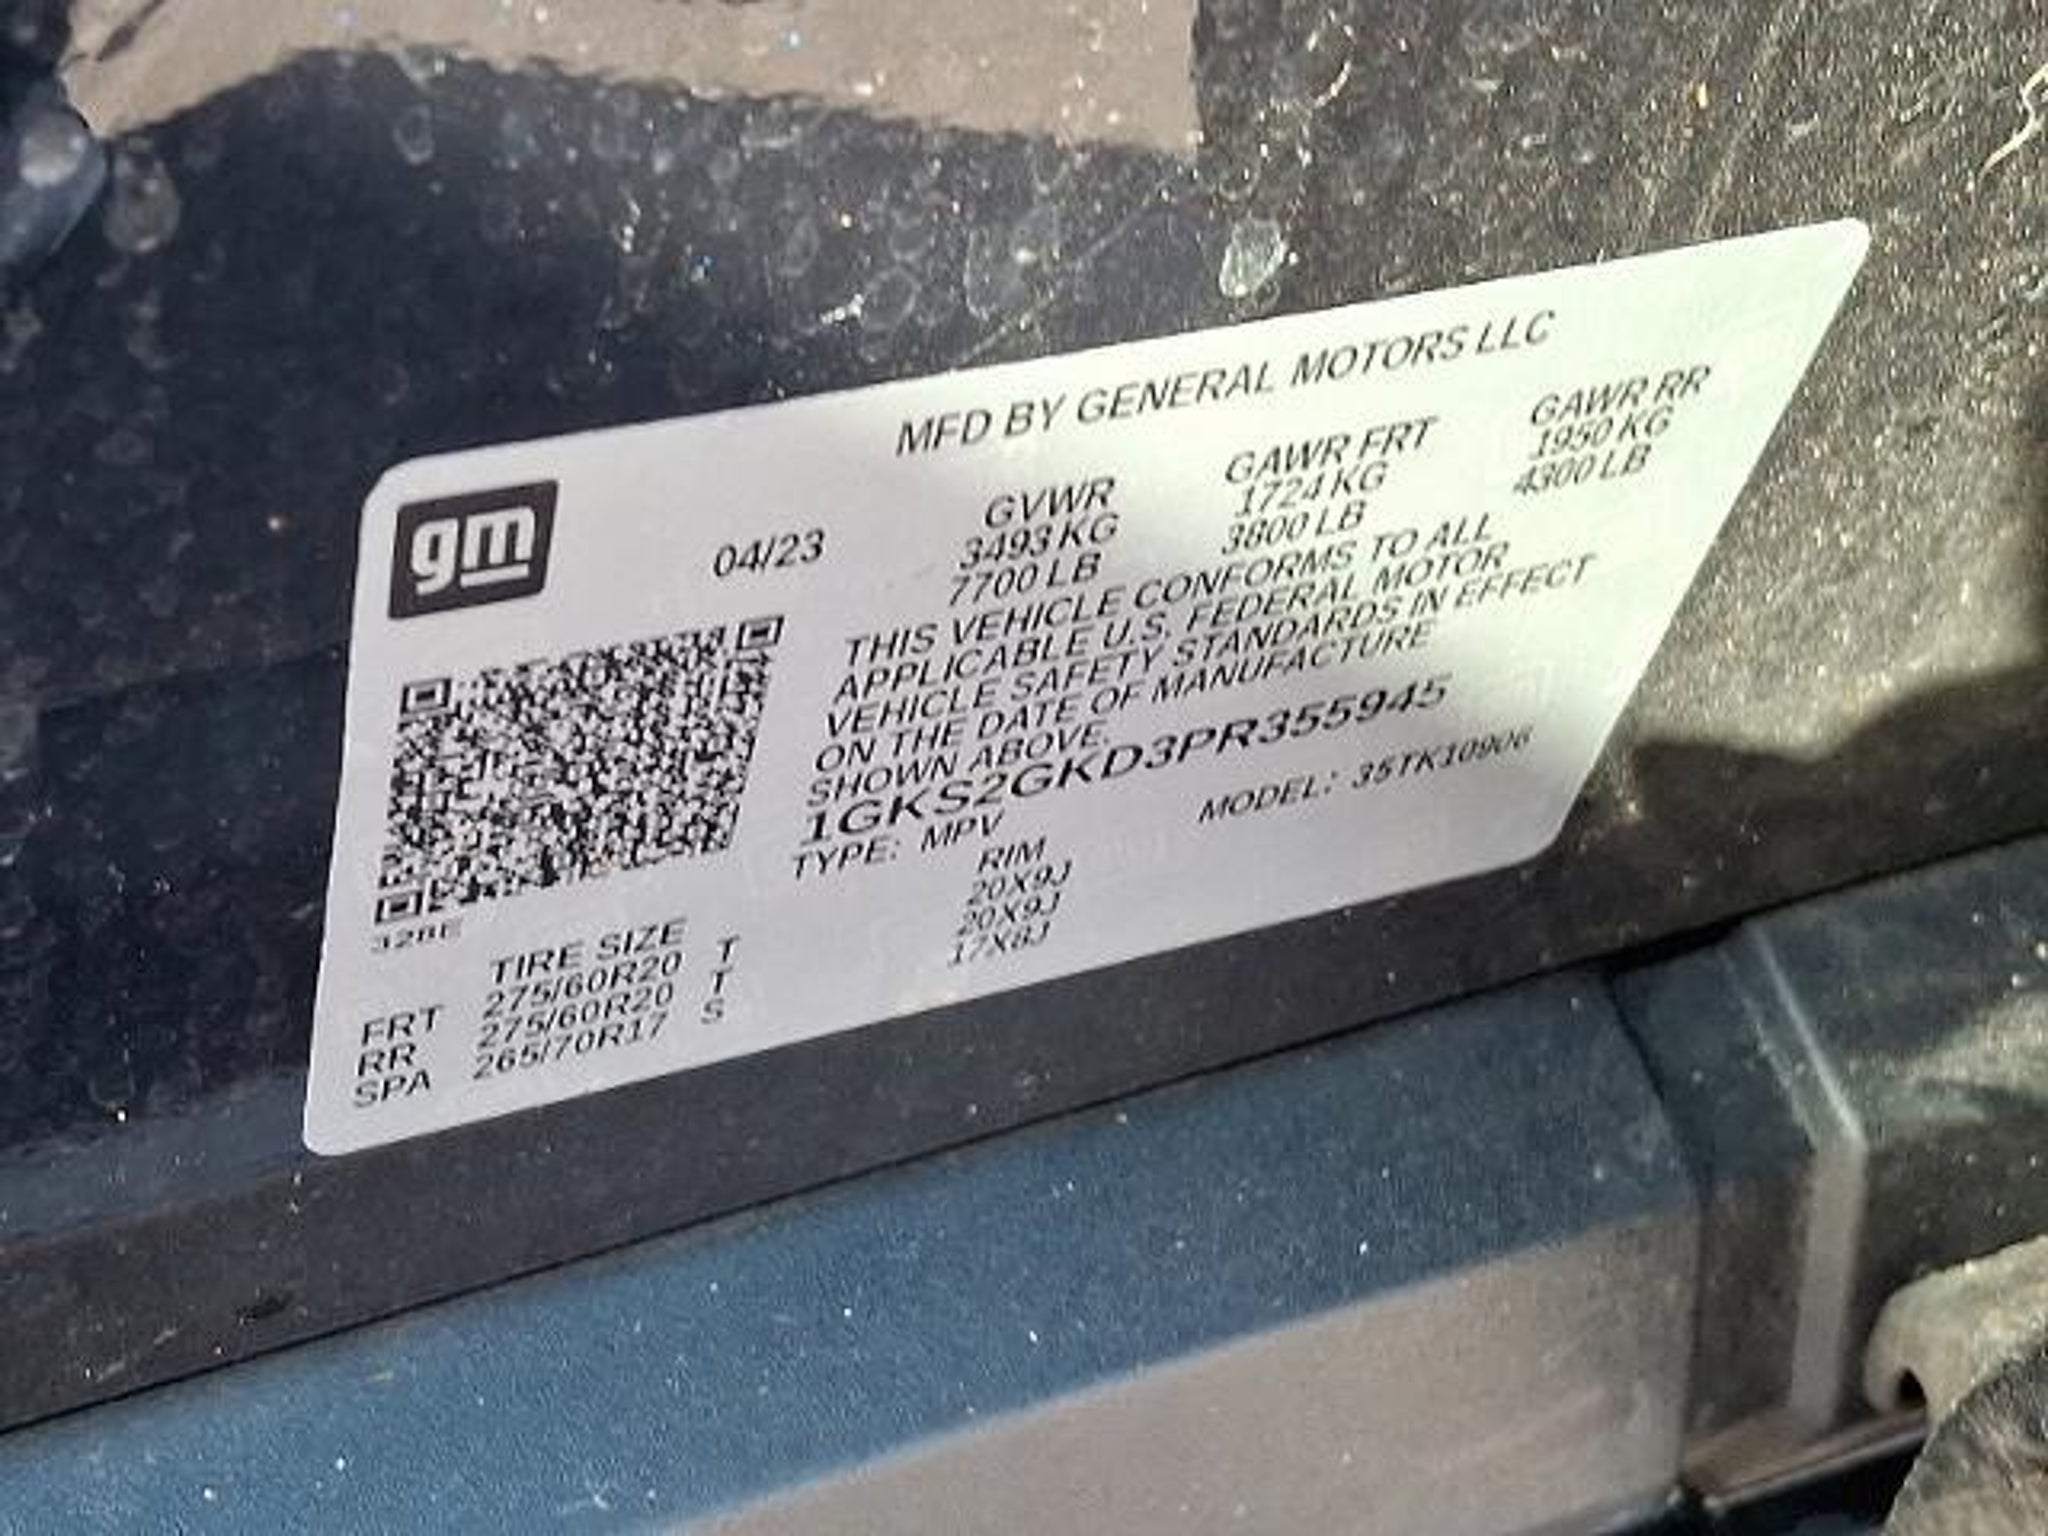 MFD BY GENERAL MOTORS LLC
gm
04/23
GVWR GAWR FRT GAWR RR
3493 KG 1724 KG 1950 KG
7700 LB 3800 LB 4300 LB
THIS VEHICLE CONFORMS TO ALL
APPLICABLE U.S. FEDERAL MOTOR
VEHICLE SAFETY STANDARDS IN EFFECT
ON THE DATE OF MANUFACTURE
SHOWN ABOVE.
1GKS2GKD3PR355945
TYPE: MPV MODEL: 35TK10906
328E
TIRE SIZE RIM
FRT 275/60R20 T 20X9J
RR 275/60R20 T 20X9J
SPA 265/70R17 S 17X8J